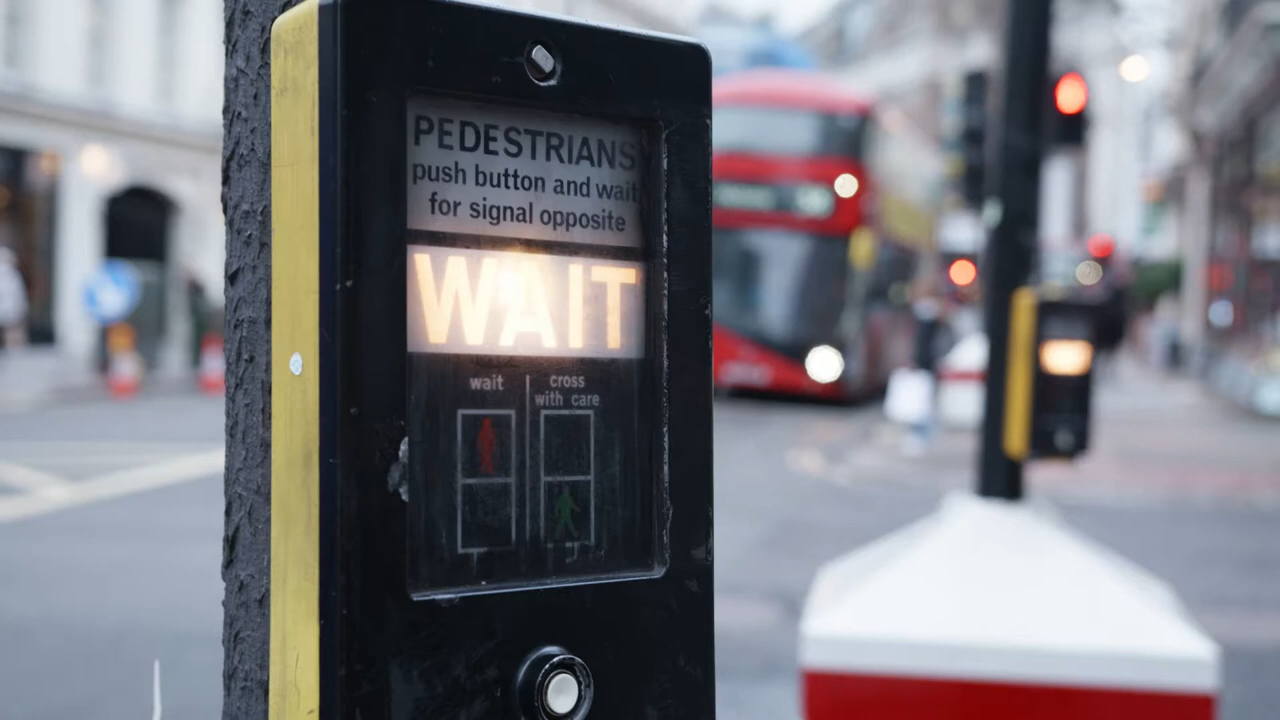 PEDESTRIANS
push button and wait
for signal opposite
WAIT
wait
cross
with care